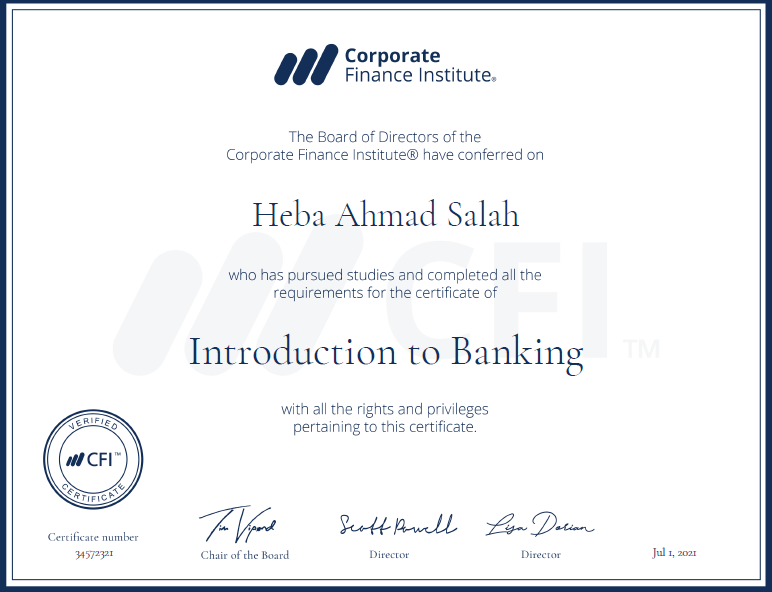 Corporate
Finance Institute®
The Board of Directors of the
Corporate Finance Institute® have conferred on
Heba Ahmad Salah
who has pursued studies and completed all the
requirements for the certificate of
CFI™
Introduction to Banking
with all the rights and privileges
pertaining to this certificate.
VERIFIED
CFI™
CERTIFICATE
Tim Vipond
Scott Powell
Lisa Dorian
Certificate number
34572321
Chair of the Board
Director
Director
Jul 1, 2021